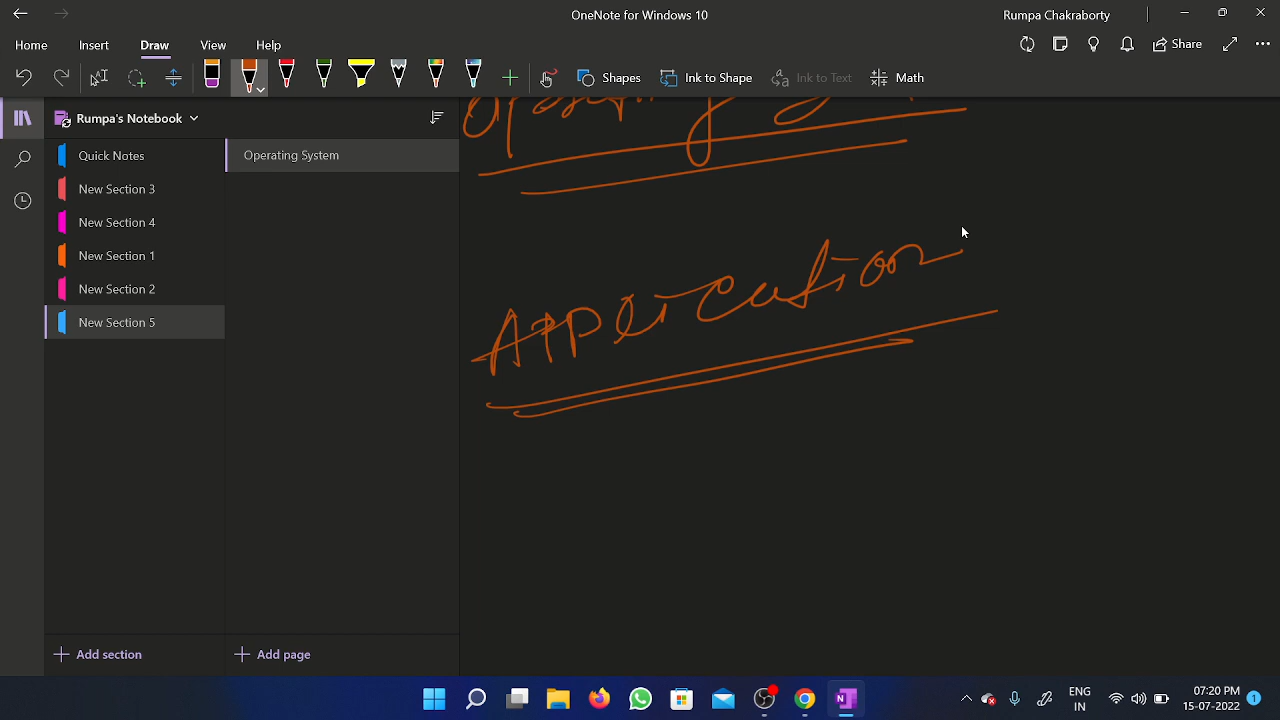 OneNote for Windows 10
Rumpa Chakraborty
Home Insert Draw View Help
Share
Shapes Ink to Shape Ink to Text Math
Rumpa's Notebook
Quick Notes
New Section 3
New Section 4
New Section 1
New Section 2
New Section 5
Operating System
Application
Add section
Add page
ENG
IN
07:20 PM
15-07-2022
1